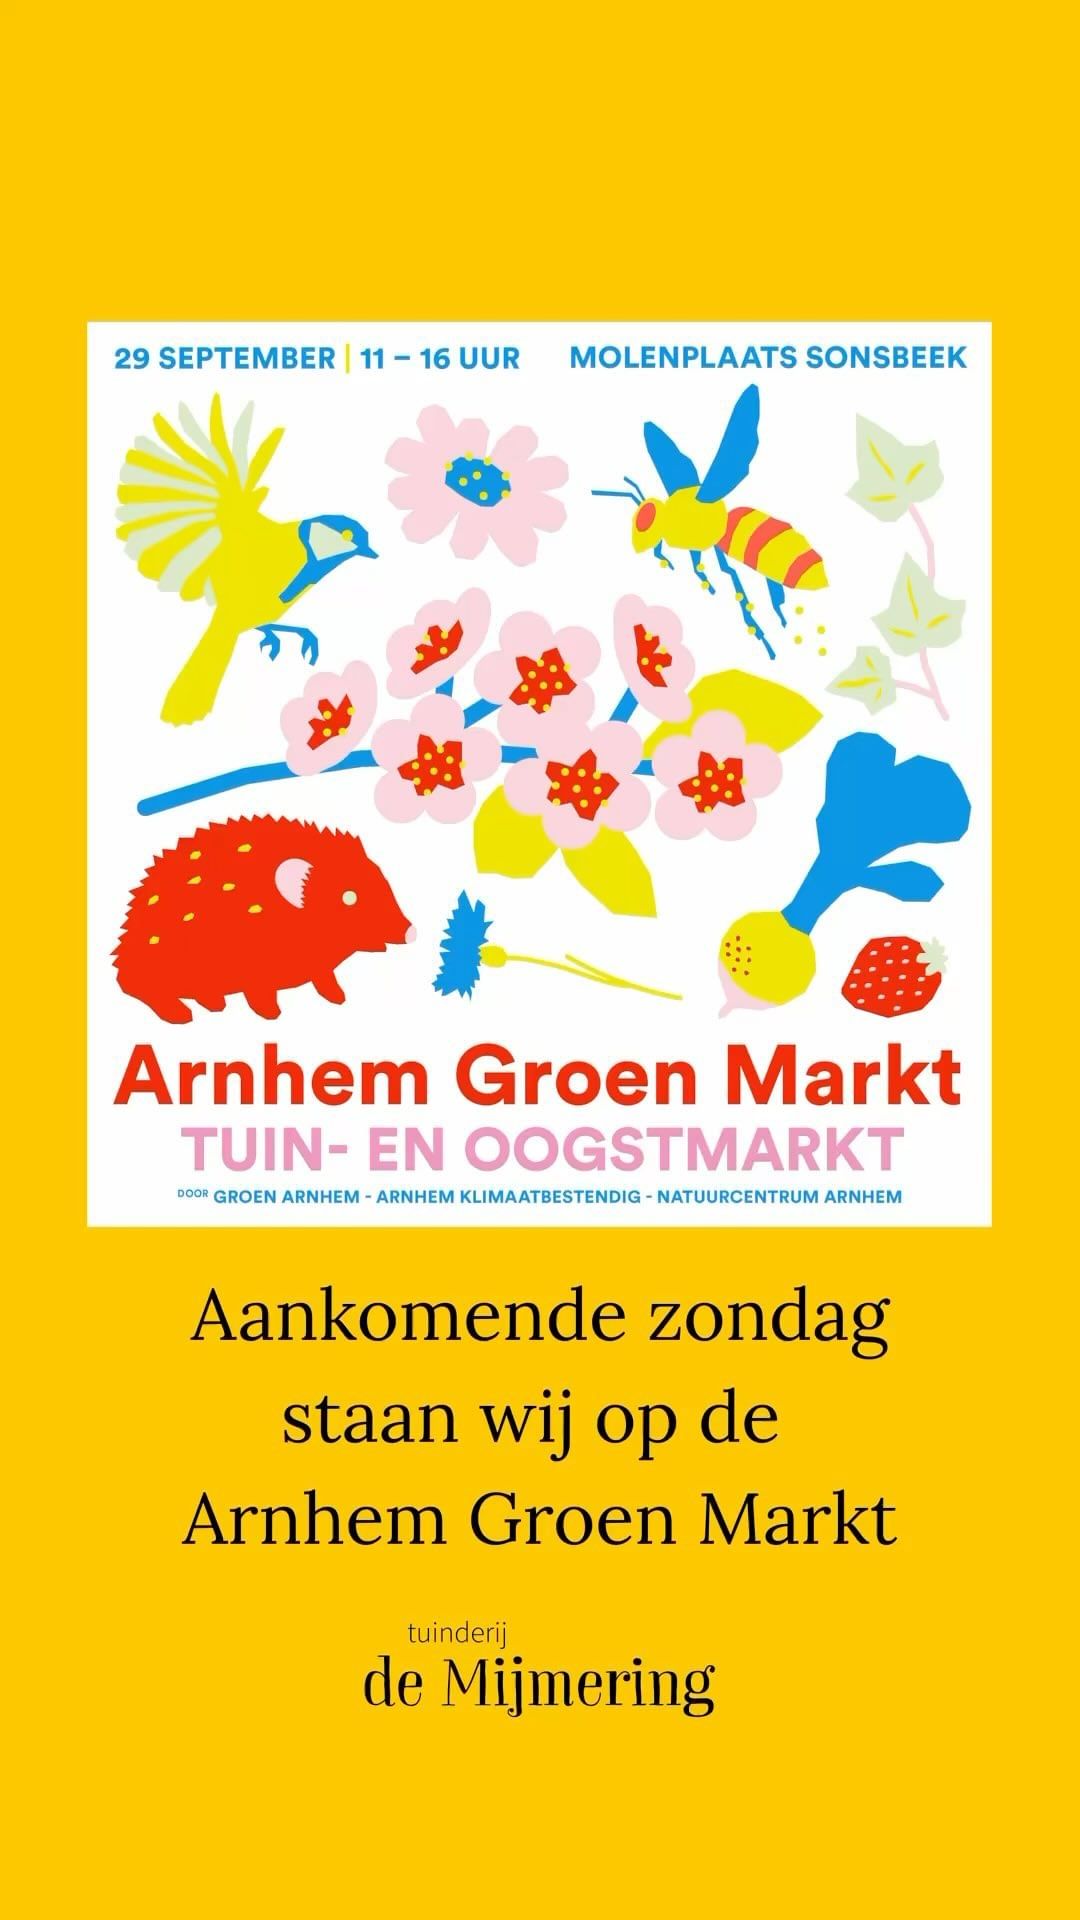 29 SEPTEMBER | 11 – 16 UUR MOLENPLAATS SONSBEEK
Arnhem Groen Markt
TUIN- EN OOGSTMARKT
DOOR GROEN ARNHEM - ARNHEM KLIMAATBESTENDIG - NATUURCENTRUM ARNHEM
Aankomende zondag
staan wij op de
Arnhem Groen Markt
tuinderij
de Mijmering